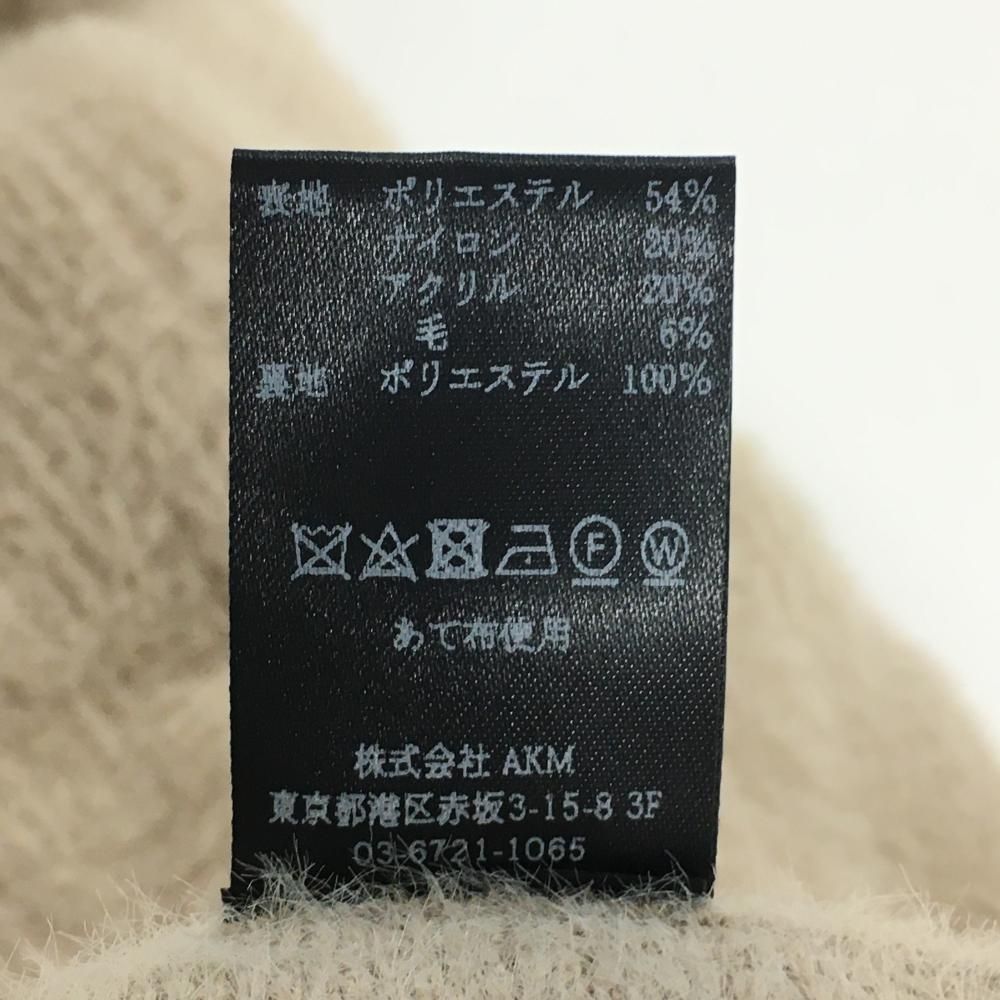 表地 ポリエステル 54%
ナイロン 20%
アクリル 20%
毛 6%
裏地 ポリエステル 100%
F W
あて布使用
株式会社 AKM
東京都港区赤坂3-15-8 3F
03-6721-1065